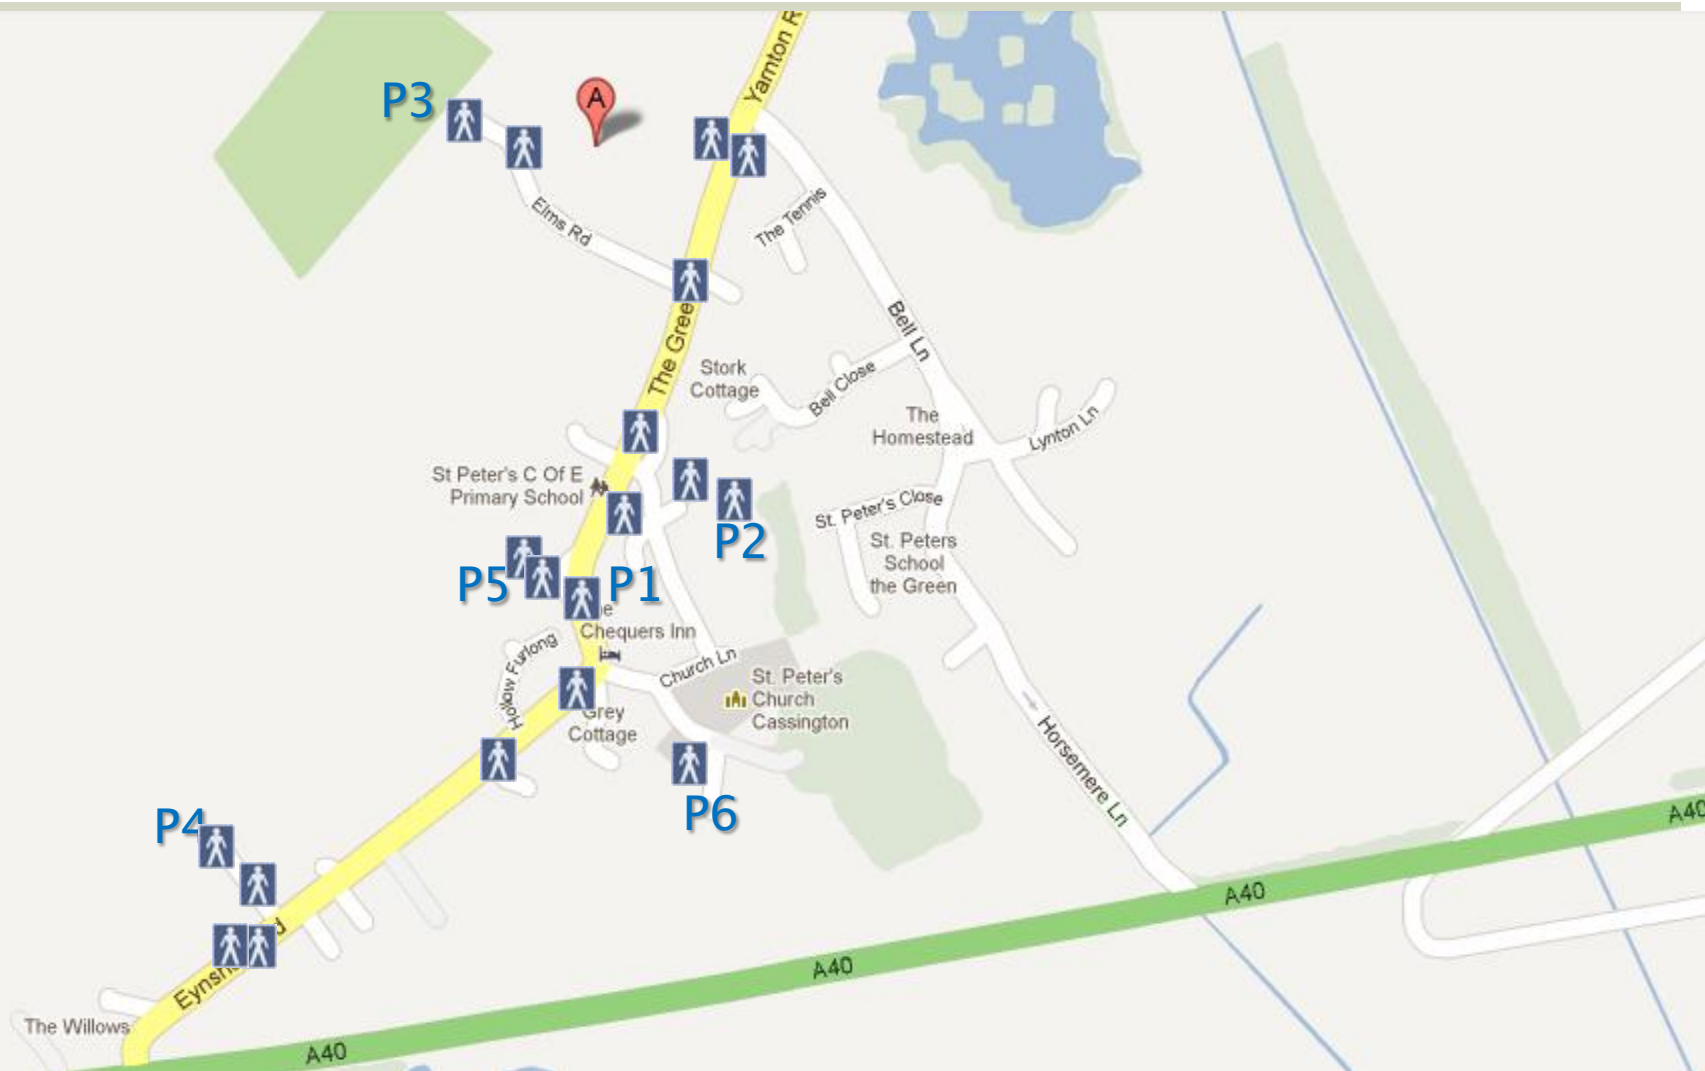 Yarnton R
P3
A
The Tennis
Elms Rd
Bell Ln
The Gree
Stork
Cottage
Bell Close
The
Homestead
Lynton Ln
St Peter's C Of E
Primary School
St. Peter's Close
P2
St. Peters
School
the Green
P5
P1
Chequers Inn
Hollow Furlong
Church Ln
St. Peter's
Church
Cassington
Grey
Cottage
Horsemere Ln
P6
P4
A40
A40
A40
Eynsh
The Willows
A40